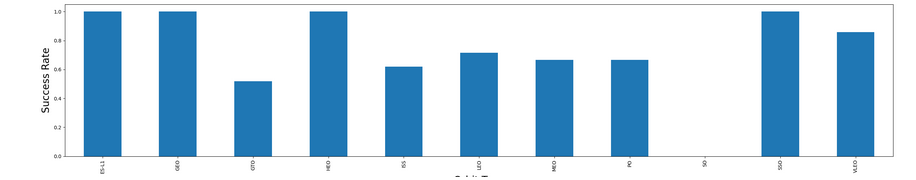 Success Rate
1.0
0.8
0.6
0.4
0.2
0.0
ES-L1
GEO
GTO
HEO
ISS
LEO
MEO
PO
SO
SSO
VLEO